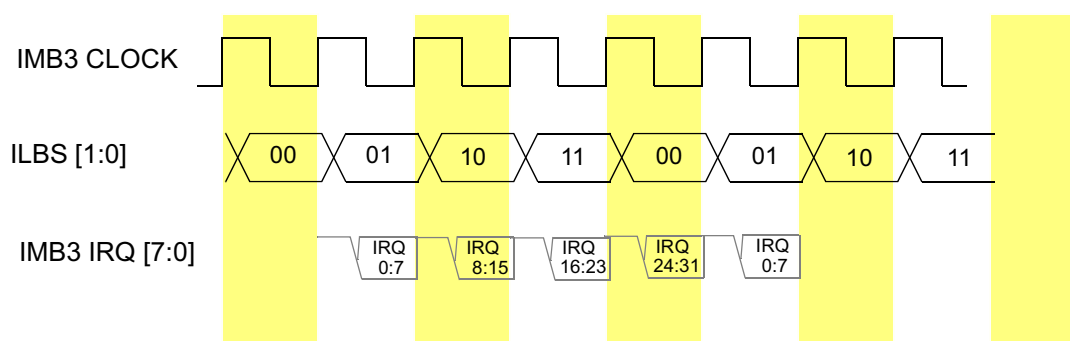 IMB3 CLOCK
ILBS [1:0]
00 01 10 11 00 01 10 11
IMB3 IRQ [7:0]
IRQ IRQ IRQ IRQ IRQ
0:7 8:15 16:23 24:31 0:7